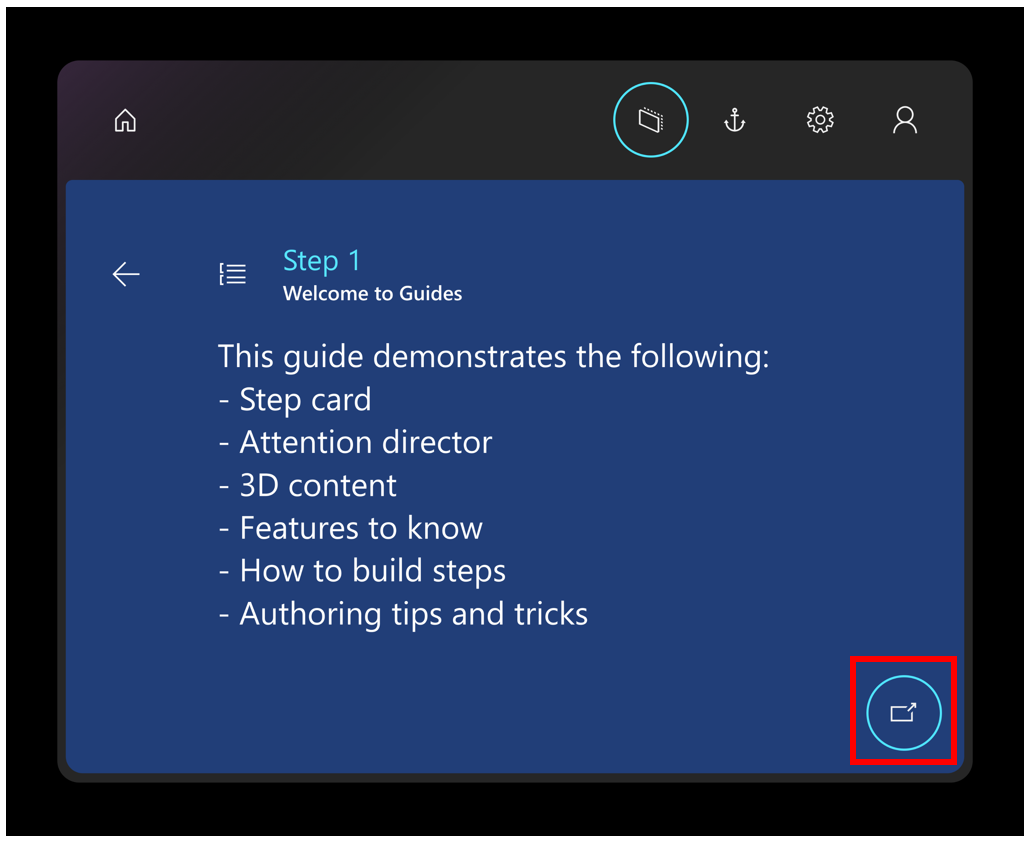 Step 1
Welcome to Guides
This guide demonstrates the following:
- Step card
- Attention director
- 3D content
- Features to know
- How to build steps
- Authoring tips and tricks